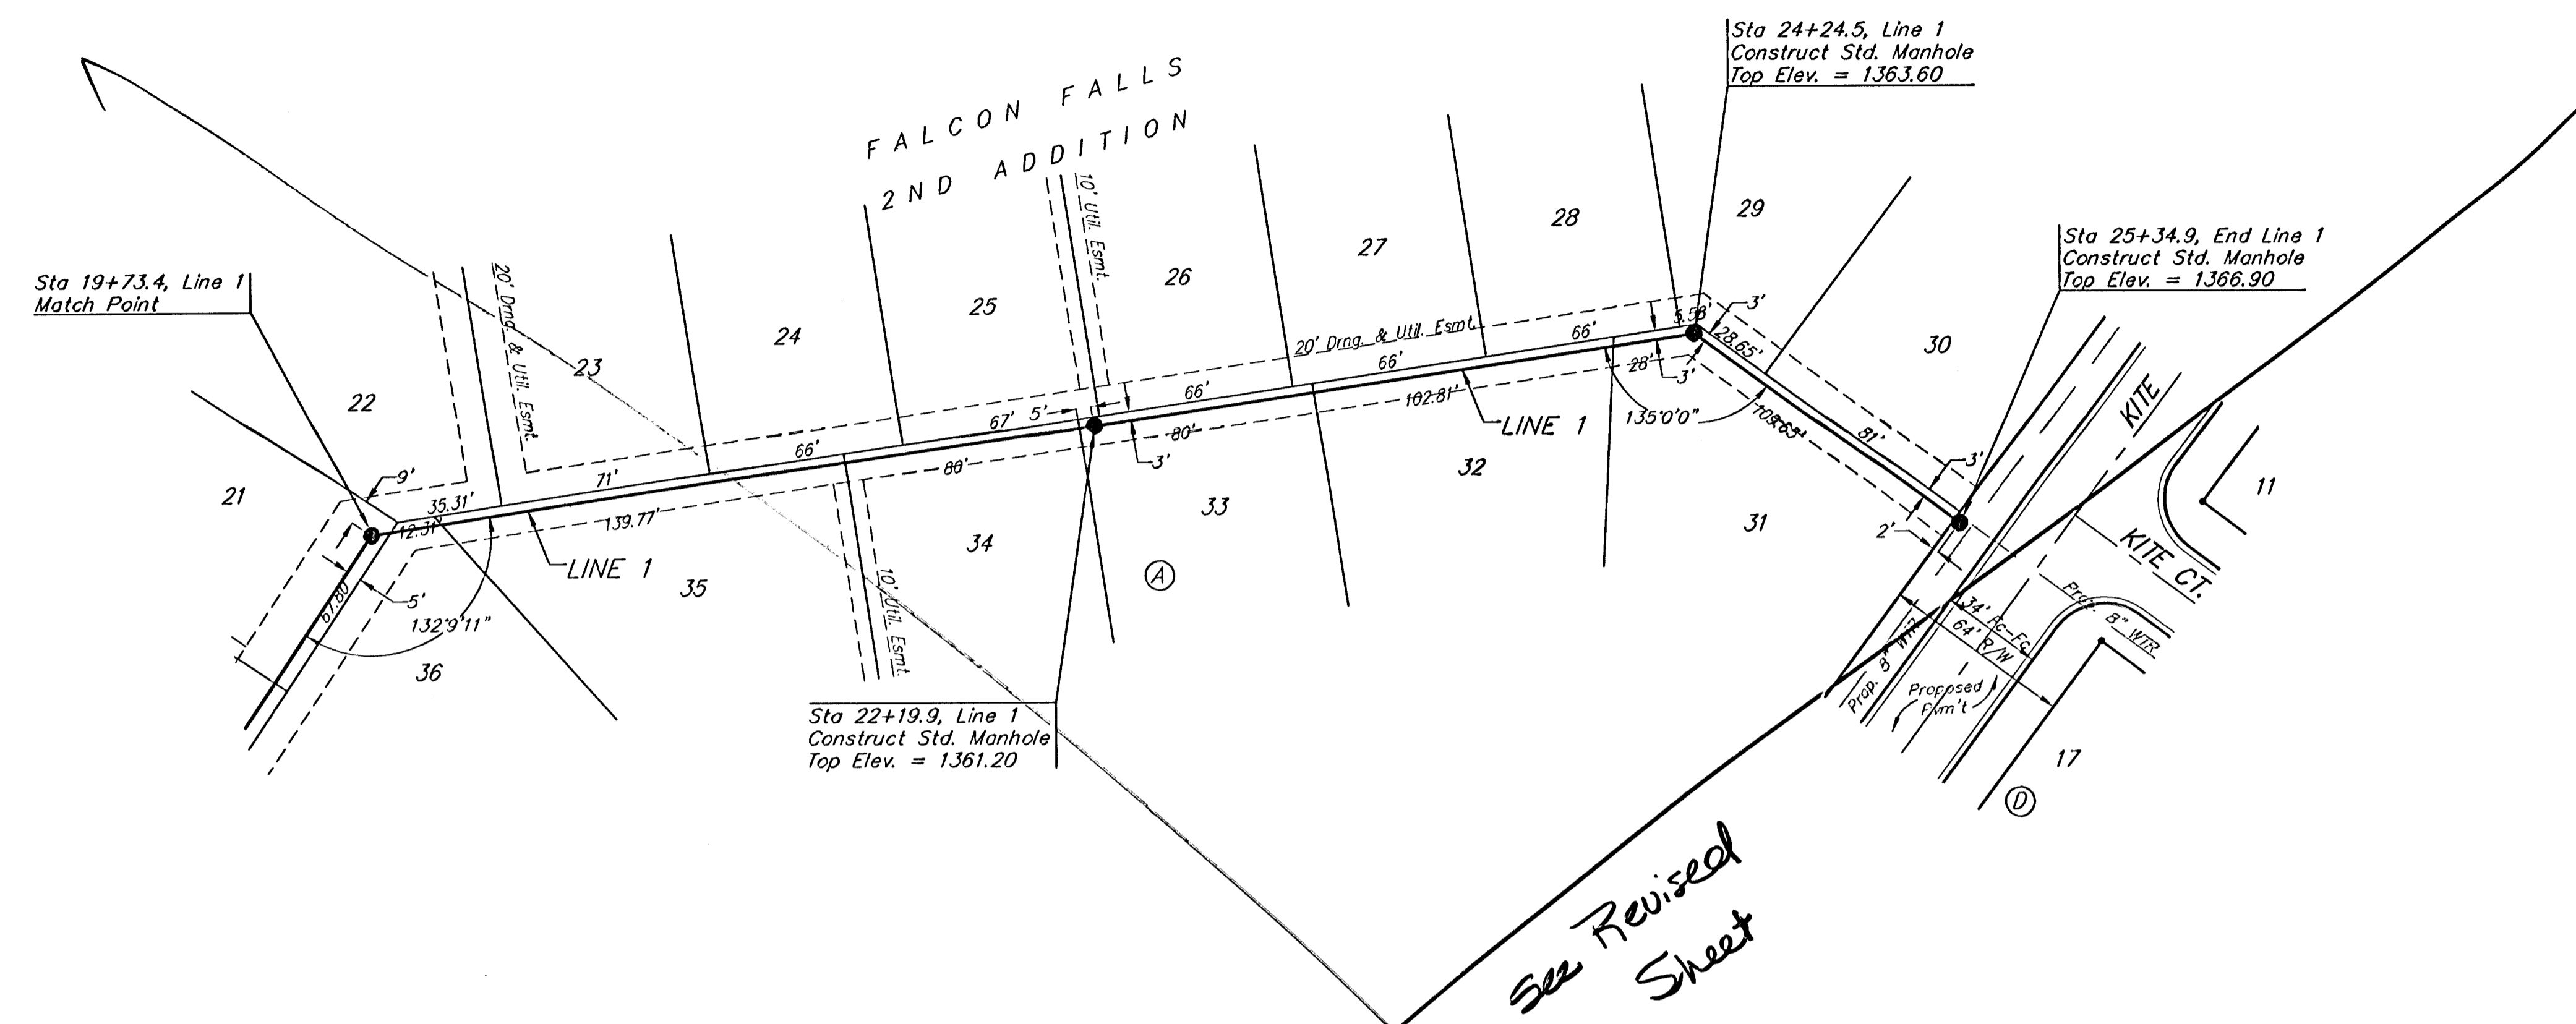 Sta 24+24.5, Line 1
Construct Std. Manhole
Top Elev. = 1363.60
FALCON FALLS
2ND ADDITION
10' Util. Esmt.
29
28
27
26
25
24
23
22
21
30
Sta 25+34.9, End Line 1
Construct Std. Manhole
Top Elev. = 1366.90
Sta 19+73.4, Line 1
Match Point
20' Drng. & Util. Esmt.
20' Drng. & Util. Esmt.
5.58'
3'
28.65'
66'
66'
66'
67' 5'
66'
71'
35.31'
9'
12.31'
28'
3'
102.81'
80'
3'
80'
139.77'
135°0'0"
109.65'
81'
3'
2'
LINE 1
LINE 1
KITE
KITE CT.
11
31
32
33
34
35
36
A
67.80
5'
132°9'11"
10' Util. Esmt.
Prop. 8" WTR
34' Fc-Fc
64' R/W
Prop. 8" WTR
Proposed
Pvm't
17
D
Sta 22+19.9, Line 1
Construct Std. Manhole
Top Elev. = 1361.20
See Revised
Sheet